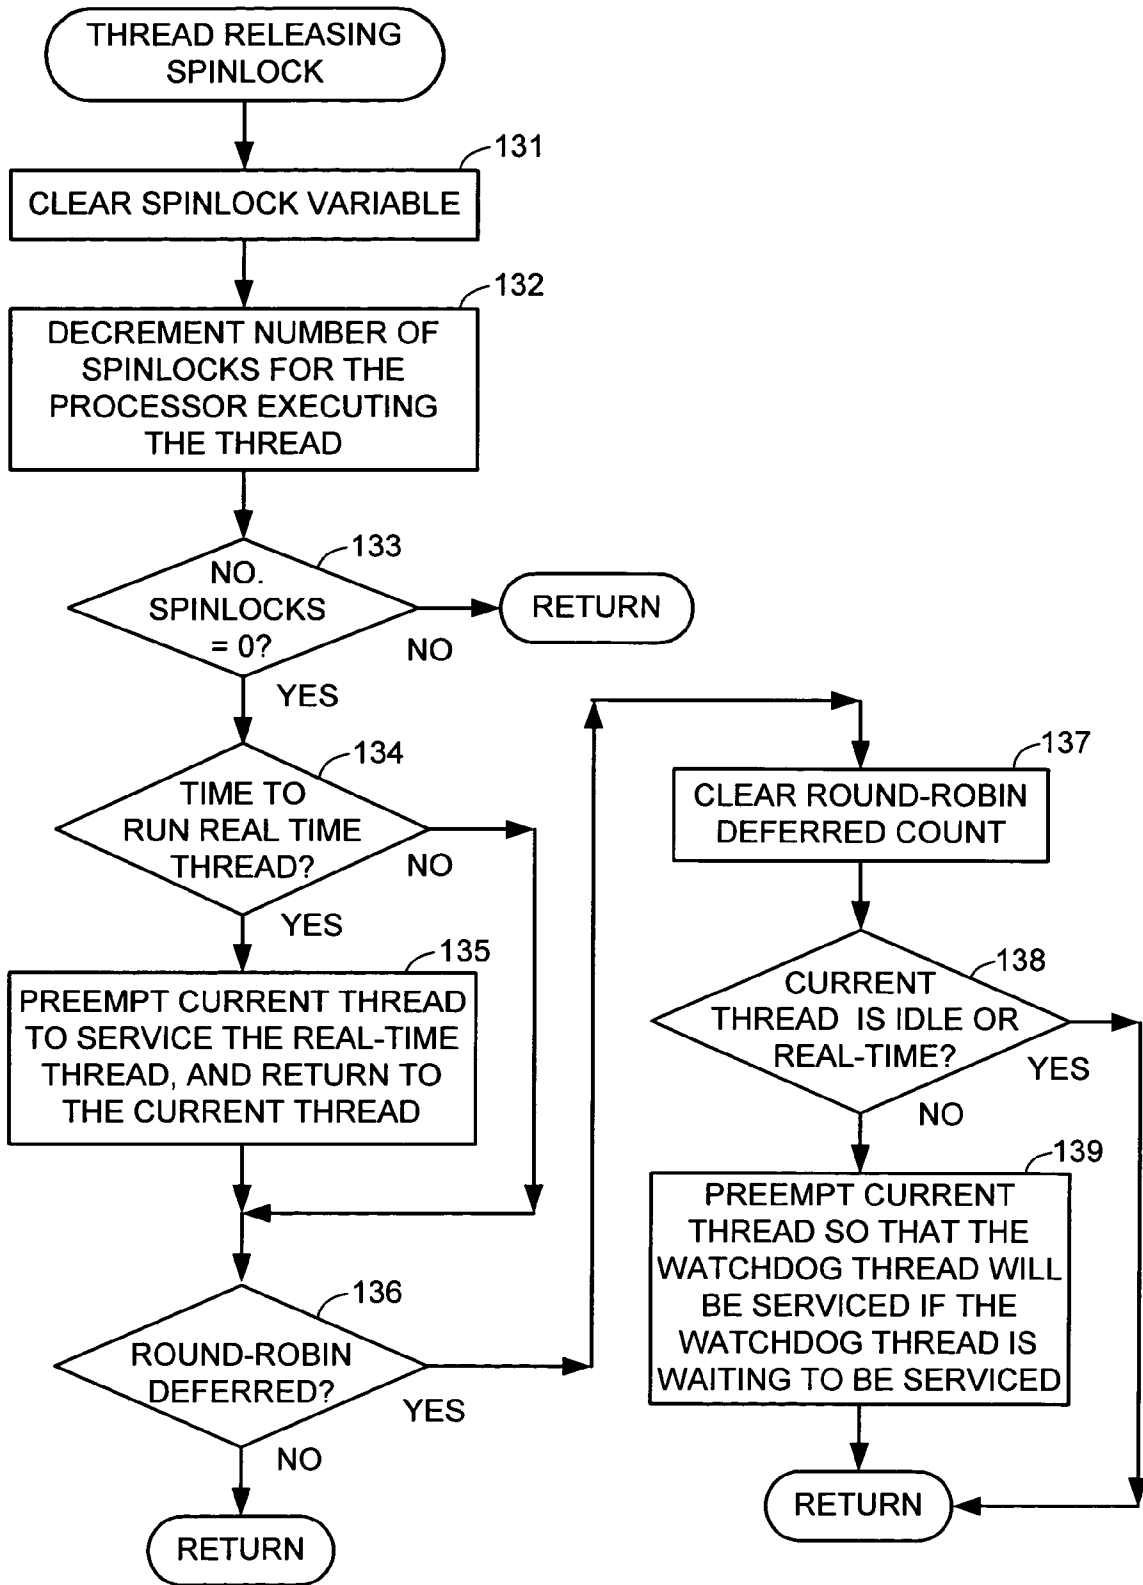 THREAD RELEASING
SPINLOCK
131
CLEAR SPINLOCK VARIABLE
132
DECREMENT NUMBER OF
SPINLOCKS FOR THE
PROCESSOR EXECUTING
THE THREAD
133
NO.
SPINLOCKS
= 0?
NO
RETURN
YES
134
TIME TO
RUN REAL TIME
THREAD?
NO
YES
135
PREEMPT CURRENT THREAD
TO SERVICE THE REAL-TIME
THREAD, AND RETURN TO
THE CURRENT THREAD
136
ROUND-ROBIN
DEFERRED?
YES
NO
RETURN
137
CLEAR ROUND-ROBIN
DEFERRED COUNT
138
CURRENT
THREAD IS IDLE OR
REAL-TIME?
YES
NO
139
PREEMPT CURRENT
THREAD SO THAT THE
WATCHDOG THREAD WILL
BE SERVICED IF THE
WATCHDOG THREAD IS
WAITING TO BE SERVICED
RETURN